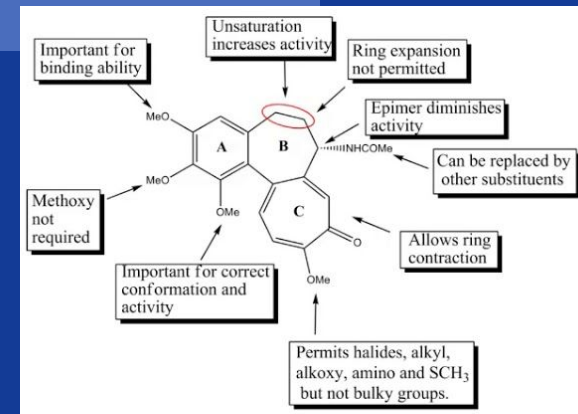 Unsaturation
increases activity
Important for
binding ability
Ring expansion
not permitted
Epimer diminishes
activity
MeO
A
B
NHCOMe
Can be replaced by
other substituents
MeO
Methoxy
not
required
OMe
C
O
Allows ring
contraction
OMe
Important for correct
conformation and
activity
Permits halides, alkyl,
alkoxy, amino and SCH₃
but not bulky groups.